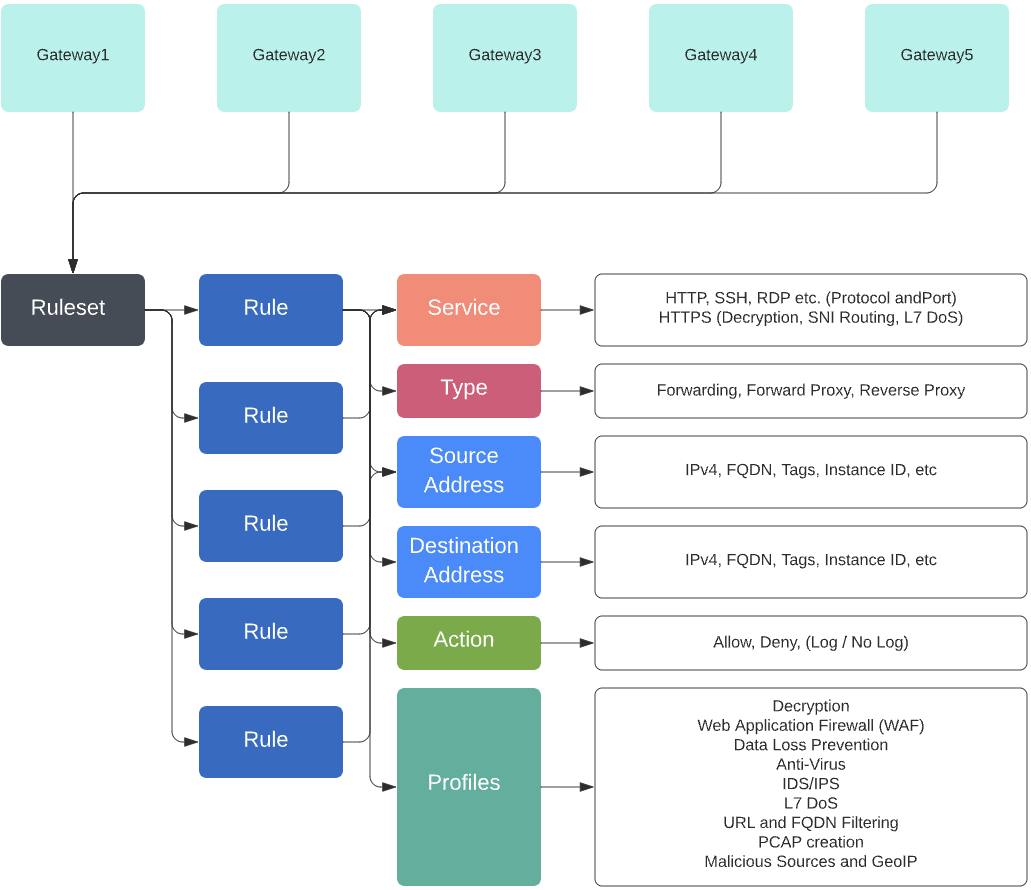 Gateway1
Gateway2
Gateway3
Gateway4
Gateway5
Ruleset
Rule
Service
HTTP, SSH, RDP etc. (Protocol andPort)
HTTPS (Decryption, SNI Routing, L7 DoS)
Type
Forwarding, Forward Proxy, Reverse Proxy
Rule
Source
Address
IPv4, FQDN, Tags, Instance ID, etc
Rule
Destination
Address
IPv4, FQDN, Tags, Instance ID, etc
Rule
Action
Allow, Deny, (Log / No Log)
Rule
Profiles
Decryption
Web Application Firewall (WAF)
Data Loss Prevention
Anti-Virus
IDS/IPS
L7 DoS
URL and FQDN Filtering
PCAP creation
Malicious Sources and GeoIP